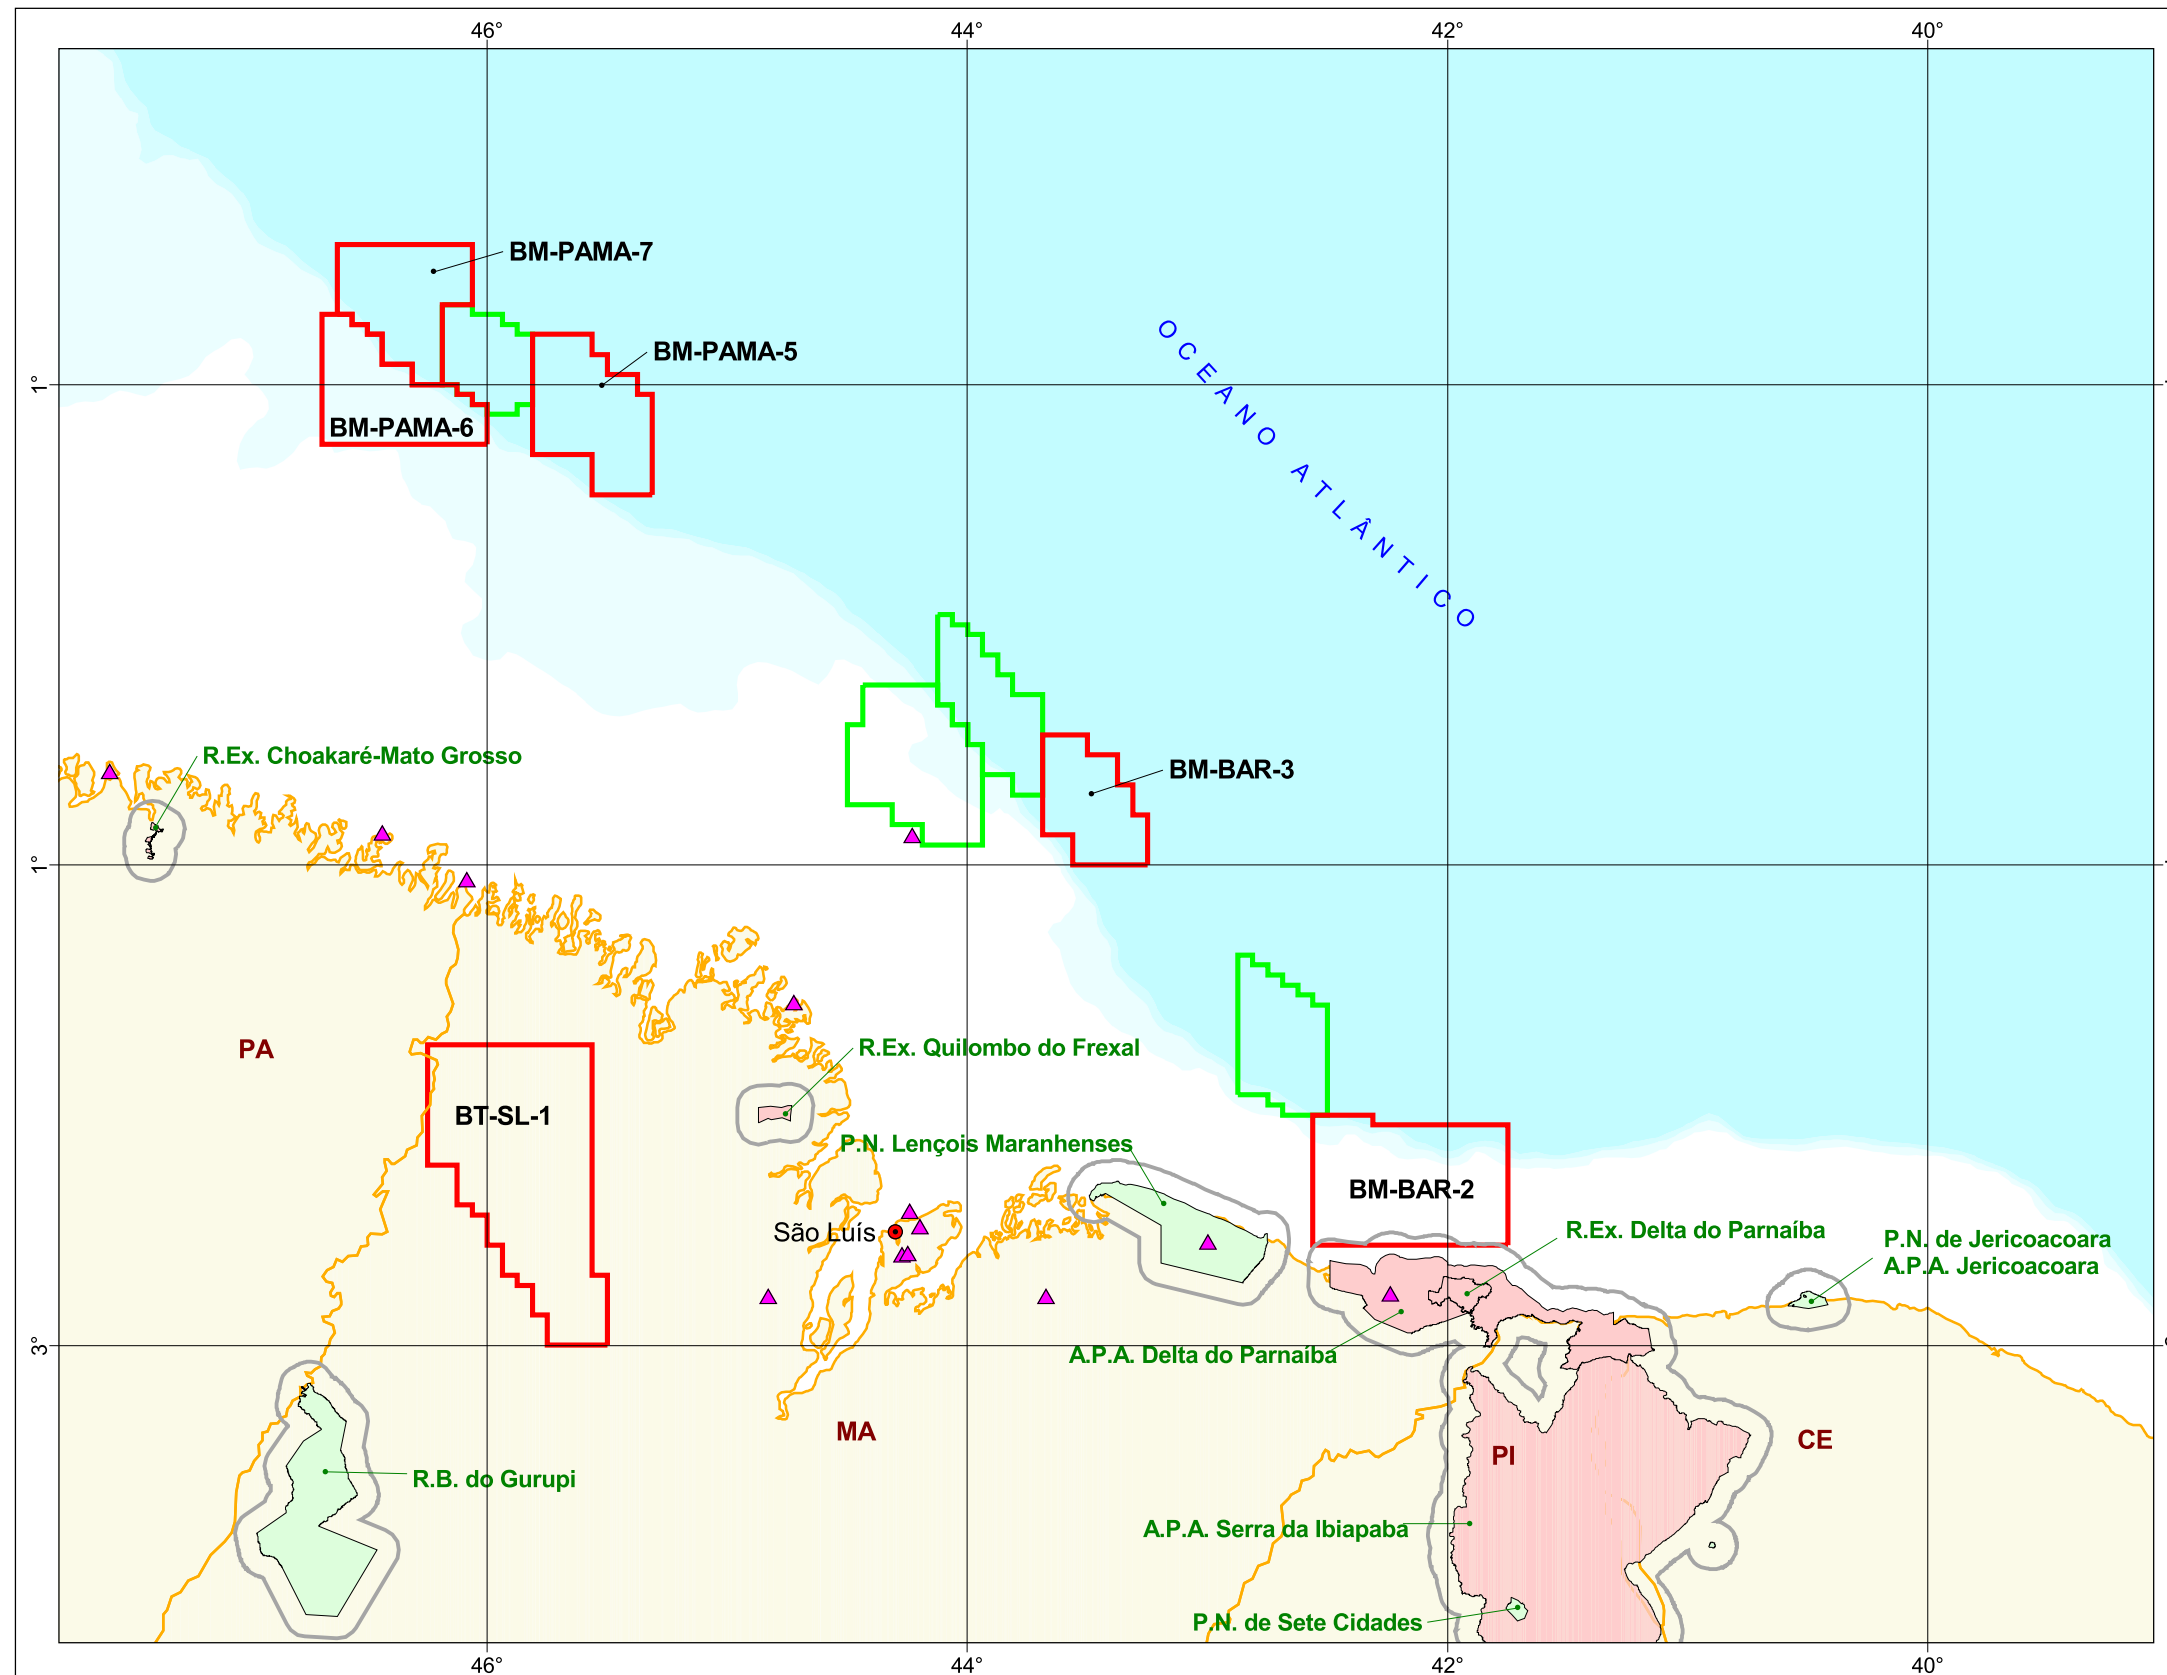 46°
44°
42°
40°
BM-PAMA-7
BM-PAMA-5
1°
BM-PAMA-6
OCEANO ATLÂNTICO
R.Ex. Choakaré-Mato Grosso
BM-BAR-3
1°
PA
R.Ex. Quilombo do Frexal
BT-SL-1
P.N. Lençois Maranhenses
BM-BAR-2
São Luís
R.Ex. Delta do Parnaíba
P.N. de Jericoacoara
A.P.A. Jericoacoara
3°
A.P.A. Delta do Parnaíba
MA
PI
CE
R.B. do Gurupi
A.P.A. Serra da Ibiapaba
P.N. de Sete Cidades
46°
44°
42°
40°